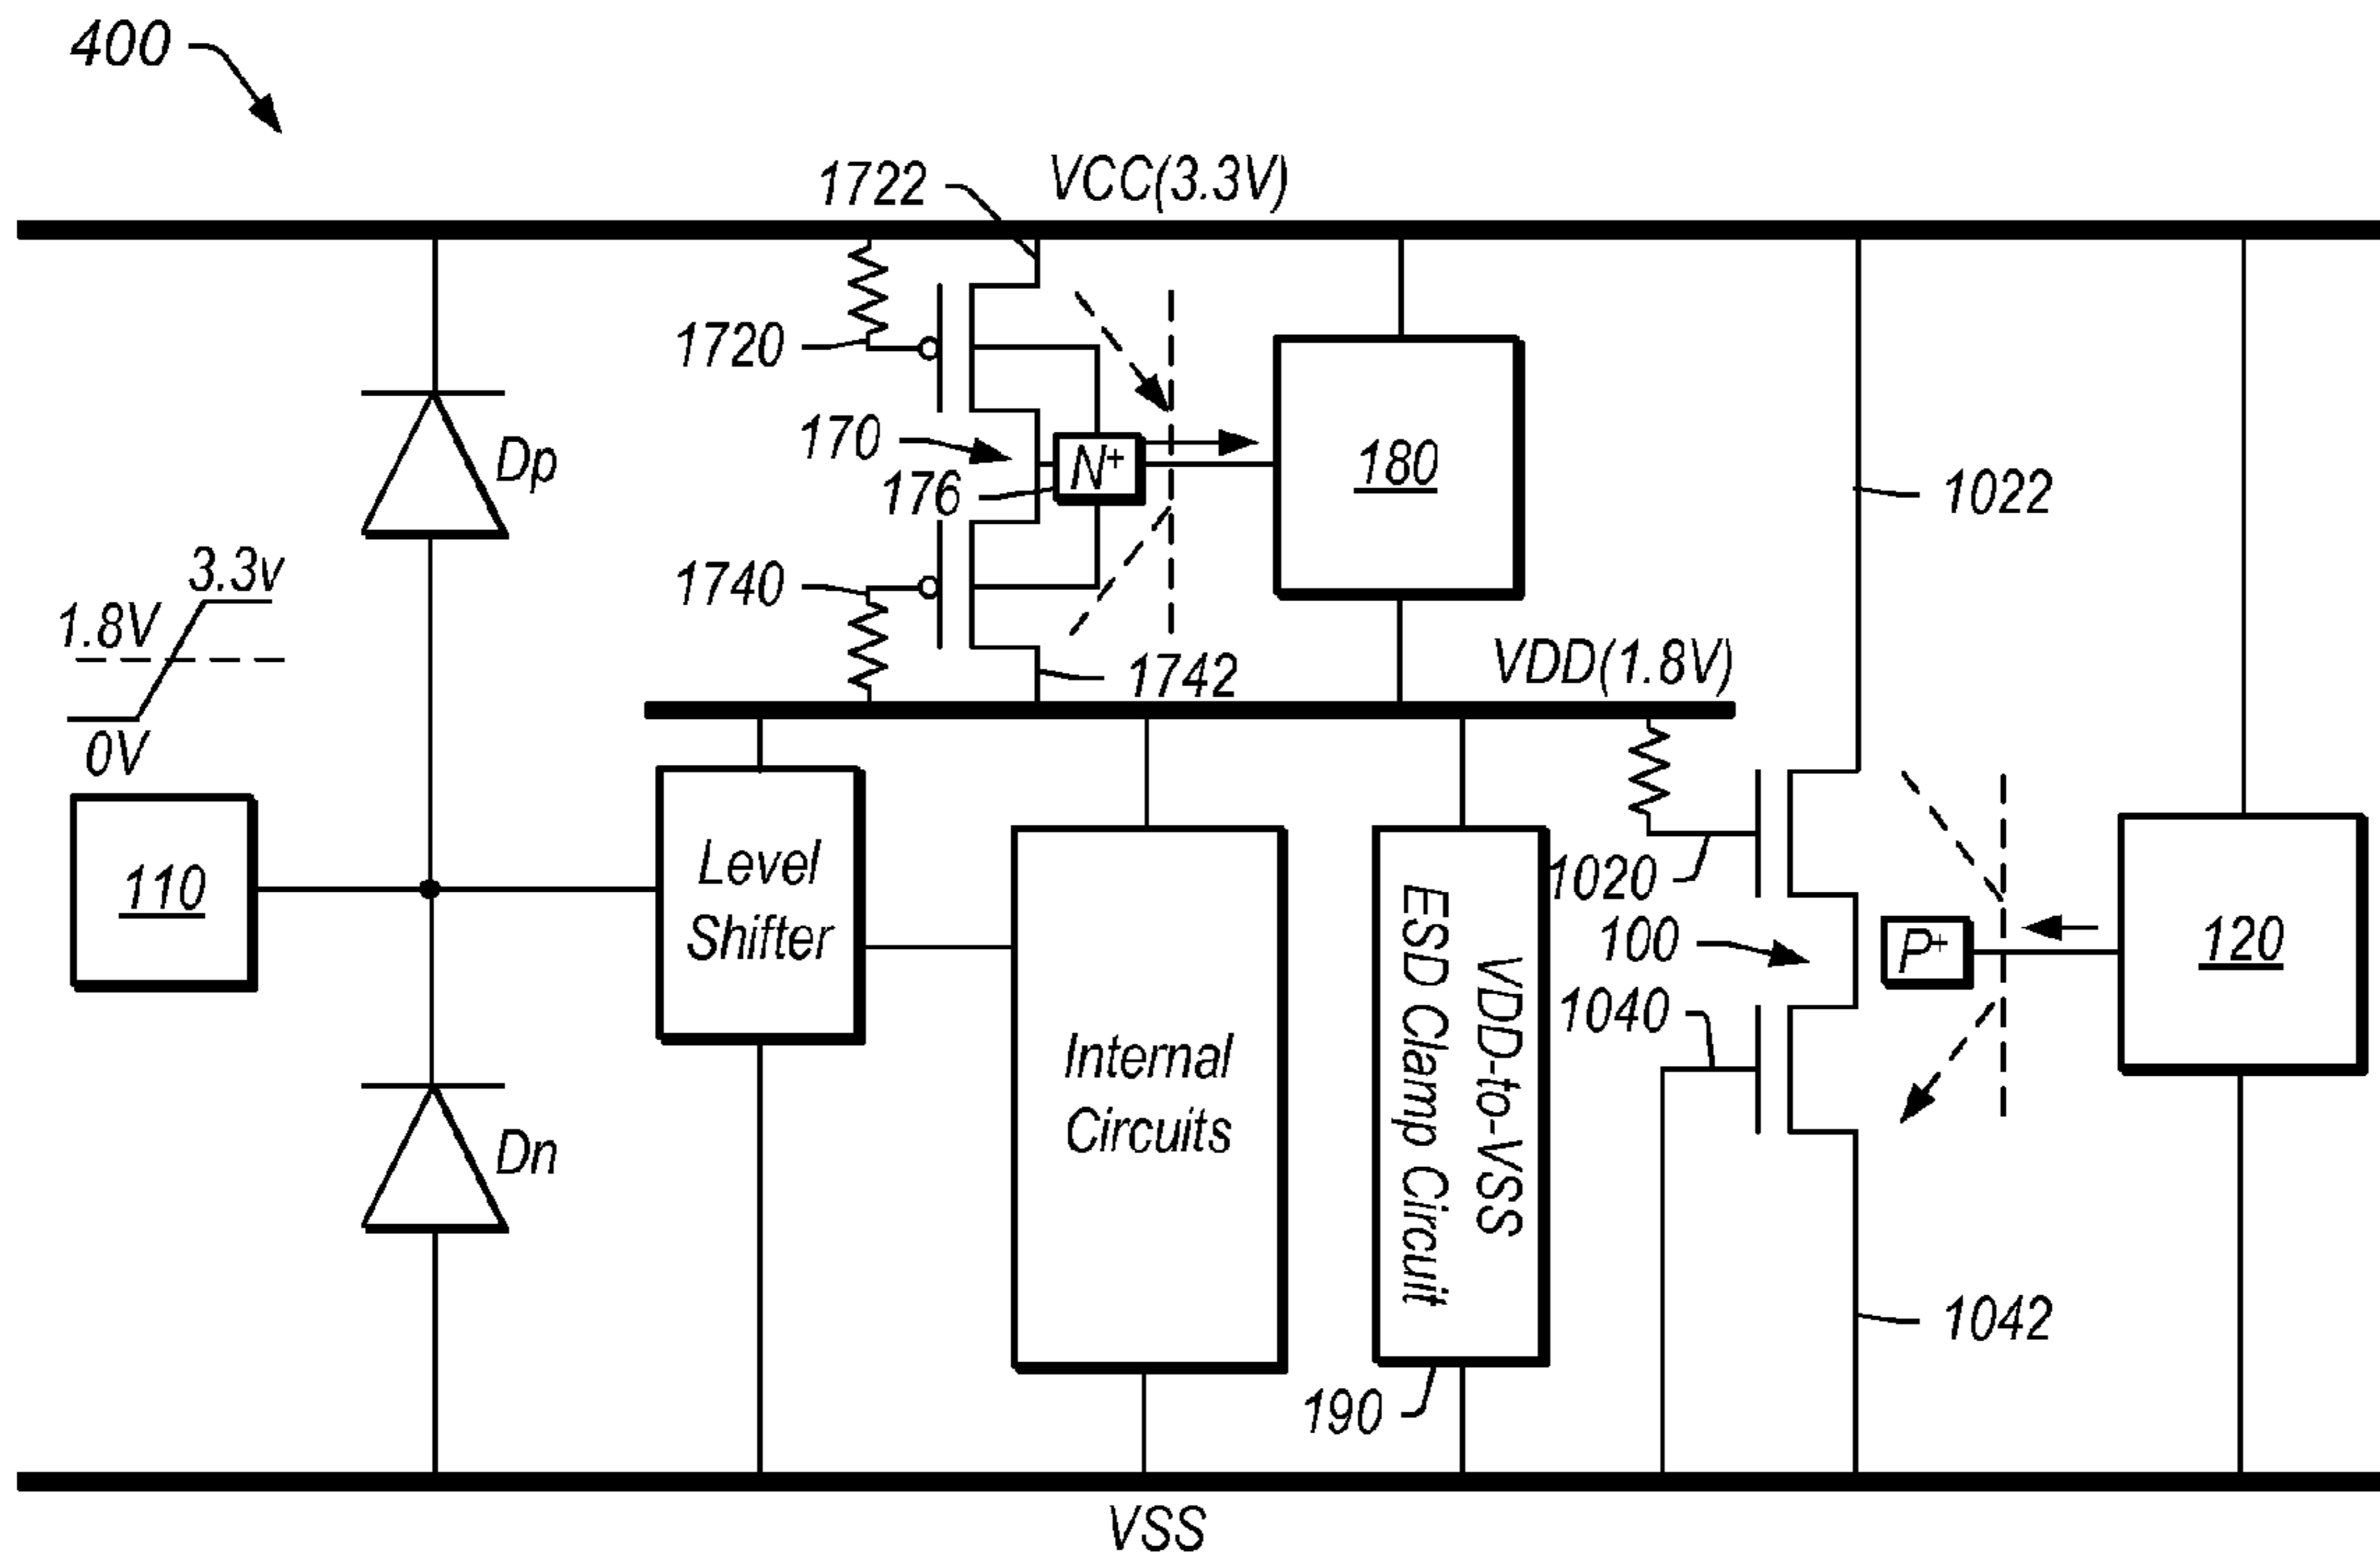 400
1722
VCC(3.3V)
1720
170
N+
176
180
Dp
1022
3.3v
1.8V
1740
0V
1742
VDD(1.8V)
110
Level
Shifter
Internal
Circuits
VDD-to-VSS
ESD Clamp Circuit
1020
100
P+
120
1040
Dn
190
1042
VSS